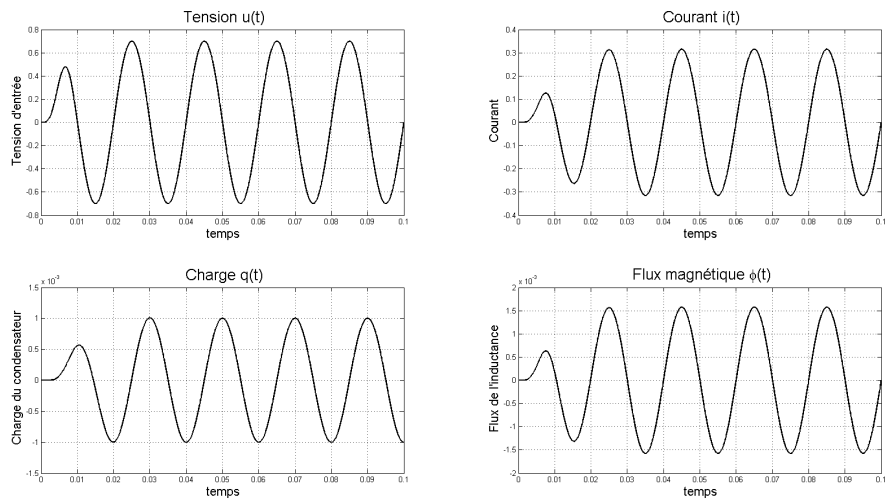 Tension u(t)
0.8
0.6
0.4
0.2
0
-0.2
-0.4
-0.6
-0.8
Tension d'entrée
0 0.01 0.02 0.03 0.04 0.05 0.06 0.07 0.08 0.09 0.1
temps
Courant i(t)
0.4
0.3
0.2
0.1
0
-0.1
-0.2
-0.3
-0.4
Courant
0 0.01 0.02 0.03 0.04 0.05 0.06 0.07 0.08 0.09 0.1
temps
Charge q(t)
x 10⁻³
1.5
1
0.5
0
-0.5
-1
-1.5
Charge du condensateur
0 0.01 0.02 0.03 0.04 0.05 0.06 0.07 0.08 0.09 0.1
temps
Flux magnétique ϕ(t)
x 10⁻³
2
1.5
1
0.5
0
-0.5
-1
-1.5
-2
Flux de l'inductance
0 0.01 0.02 0.03 0.04 0.05 0.06 0.07 0.08 0.09 0.1
temps